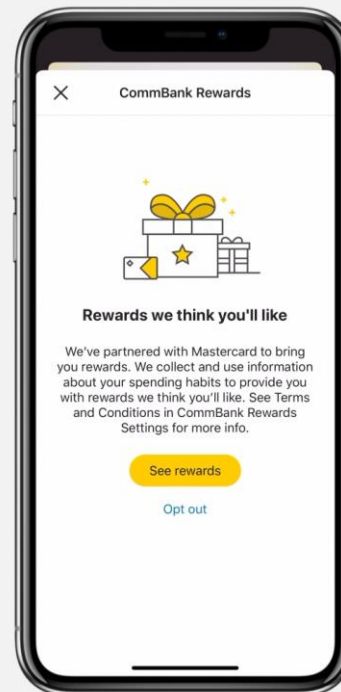 CommBank Rewards
Rewards we think you'll like
We've partnered with Mastercard to bring
you rewards. We collect and use information
about your spending habits to provide you
with rewards we think you'll like. See Terms
and Conditions in CommBank Rewards
Settings for more info.
See rewards
Opt out